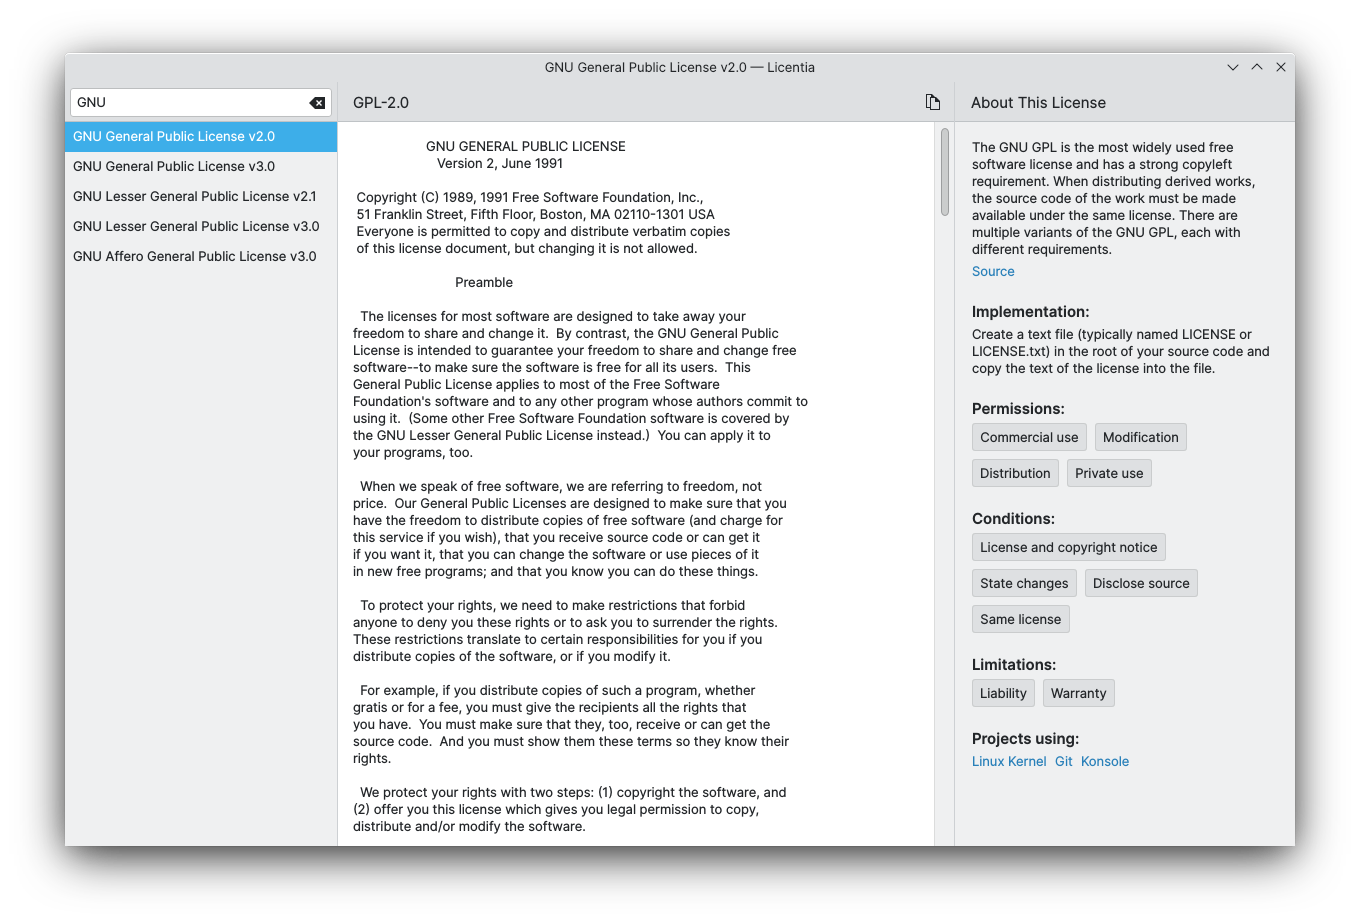 GNU General Public License v2.0 — Licentia
GNU
GNU General Public License v2.0
GNU General Public License v3.0
GNU Lesser General Public License v2.1
GNU Lesser General Public License v3.0
GNU Affero General Public License v3.0
GPL-2.0
GNU GENERAL PUBLIC LICENSE
Version 2, June 1991
Copyright (C) 1989, 1991 Free Software Foundation, Inc.,
51 Franklin Street, Fifth Floor, Boston, MA 02110-1301 USA
Everyone is permitted to copy and distribute verbatim copies
of this license document, but changing it is not allowed.
Preamble
The licenses for most software are designed to take away your
freedom to share and change it.  By contrast, the GNU General Public
License is intended to guarantee your freedom to share and change free
software--to make sure the software is free for all its users.  This
General Public License applies to most of the Free Software
Foundation's software and to any other program whose authors commit to
using it.  (Some other Free Software Foundation software is covered by
the GNU Lesser General Public License instead.)  You can apply it to
your programs, too.
When we speak of free software, we are referring to freedom, not
price.  Our General Public Licenses are designed to make sure that you
have the freedom to distribute copies of free software (and charge for
this service if you wish), that you receive source code or can get it
if you want it, that you can change the software or use pieces of it
in new free programs; and that you know you can do these things.
To protect your rights, we need to make restrictions that forbid
anyone to deny you these rights or to ask you to surrender the rights.
These restrictions translate to certain responsibilities for you if you
distribute copies of the software, or if you modify it.
For example, if you distribute copies of such a program, whether
gratis or for a fee, you must give the recipients all the rights that
you have.  You must make sure that they, too, receive or can get the
source code.  And you must show them these terms so they know their
rights.
We protect your rights with two steps: (1) copyright the software, and
(2) offer you this license which gives you legal permission to copy,
distribute and/or modify the software.
About This License
The GNU GPL is the most widely used free
software license and has a strong copyleft
requirement. When distributing derived works,
the source code of the work must be made
available under the same license. There are
multiple variants of the GNU GPL, each with
different requirements.
Source
Implementation:
Create a text file (typically named LICENSE or
LICENSE.txt) in the root of your source code and
copy the text of the license into the file.
Permissions:
Commercial use Modification
Distribution Private use
Conditions:
License and copyright notice
State changes Disclose source
Same license
Limitations:
Liability Warranty
Projects using:
Linux Kernel Git Konsole